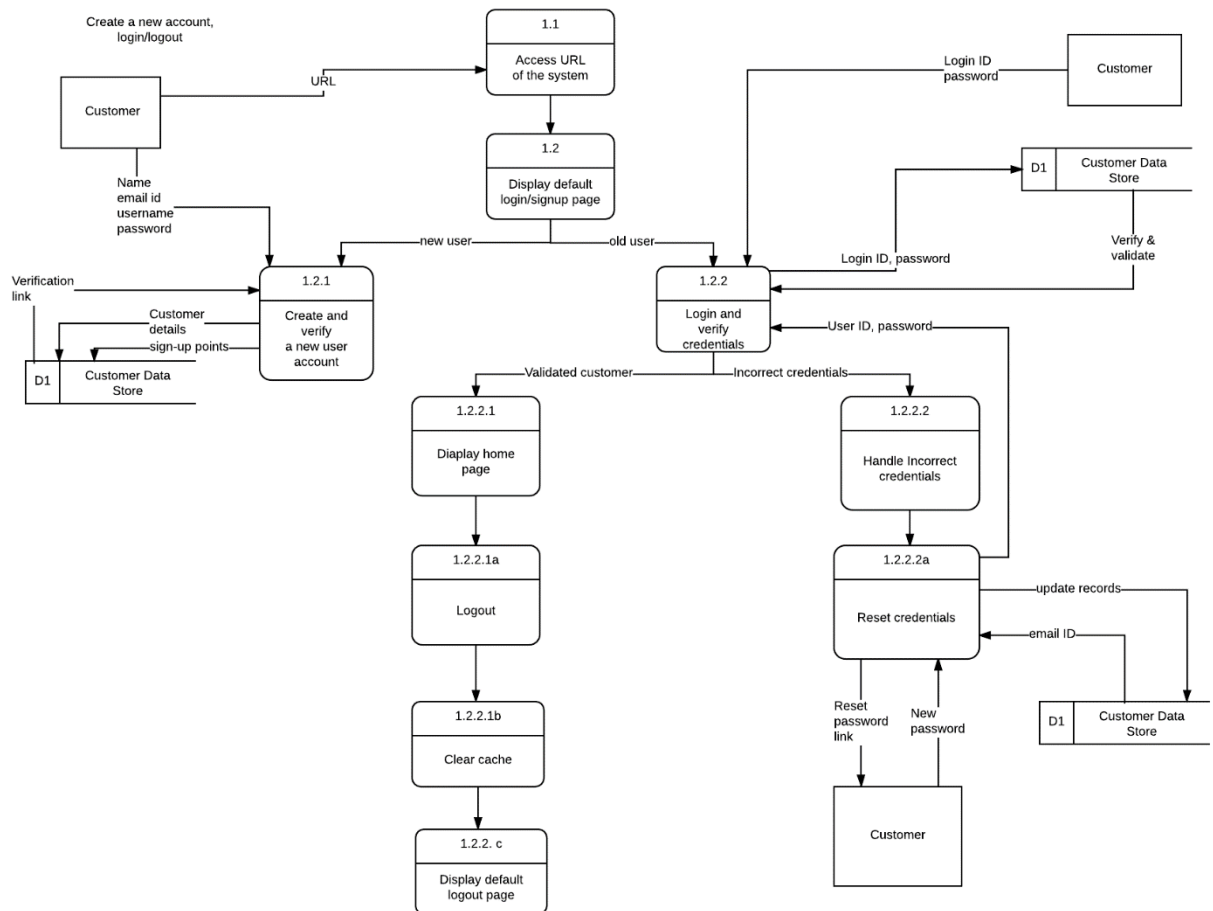 Create a new account,
login/logout
1.1
Access URL
of the system
URL
Customer
Login ID
password
Customer
1.2
Display default
login/signup page
D1
Customer Data
Store
Name
email id
username
password
new user
old user
Login ID, password
Verify &
validate
Verification
link
1.2.1
Create and
verify
a new user
account
1.2.2
Login and
verify
credentials
Customer
details
sign-up points
User ID, password
D1
Customer Data
Store
Validated customer
Incorrect credentials
1.2.2.1
Diaplay home
page
1.2.2.2
Handle Incorrect
credentials
1.2.2.1a
Logout
1.2.2.2a
Reset credentials
update records
email ID
1.2.2.1b
Clear cache
Reset
password
link
New
password
D1
Customer Data
Store
1.2.2. c
Display default
logout page
Customer